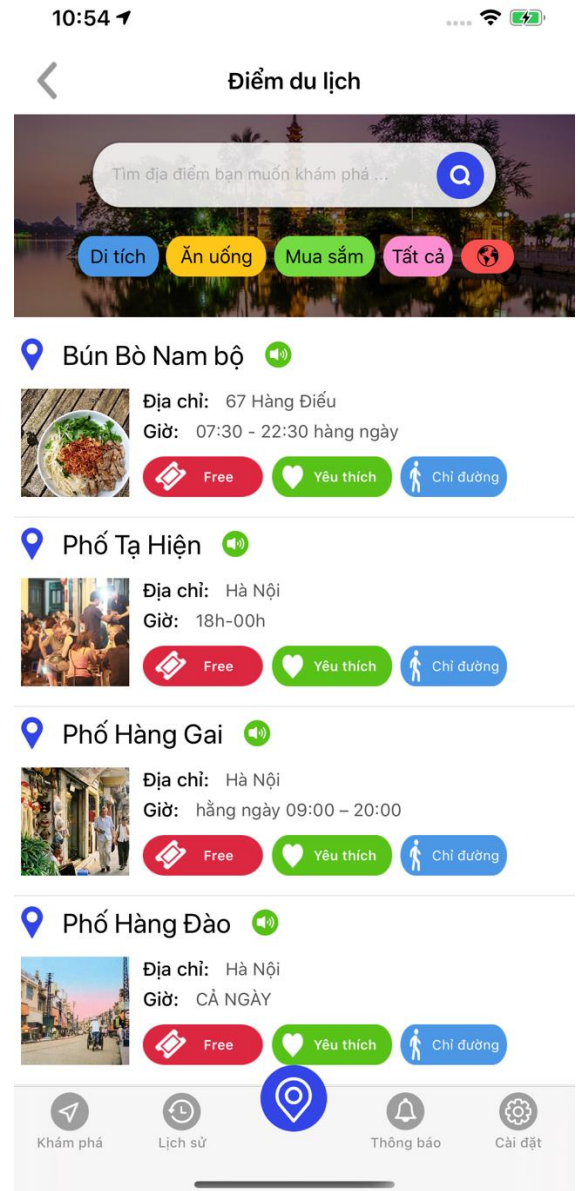 10:54
Điểm du lịch
Tìm địa điểm bạn muốn khám phá ...
Di tích Ăn uống Mua sắm Tất cả
Bún Bò Nam bộ
Địa chỉ: 67 Hàng Điếu
Giờ: 07:30 - 22:30 hàng ngày
Free Yêu thích Chỉ đường
Phố Tạ Hiện
Địa chỉ: Hà Nội
Giờ: 18h-00h
Free Yêu thích Chỉ đường
Phố Hàng Gai
Địa chỉ: Hà Nội
Giờ: hằng ngày 09:00 – 20:00
Free Yêu thích Chỉ đường
Phố Hàng Đào
Địa chỉ: Hà Nội
Giờ: CẢ NGÀY
Free Yêu thích Chỉ đường
Khám phá Lịch sử Thông báo Cài đặt